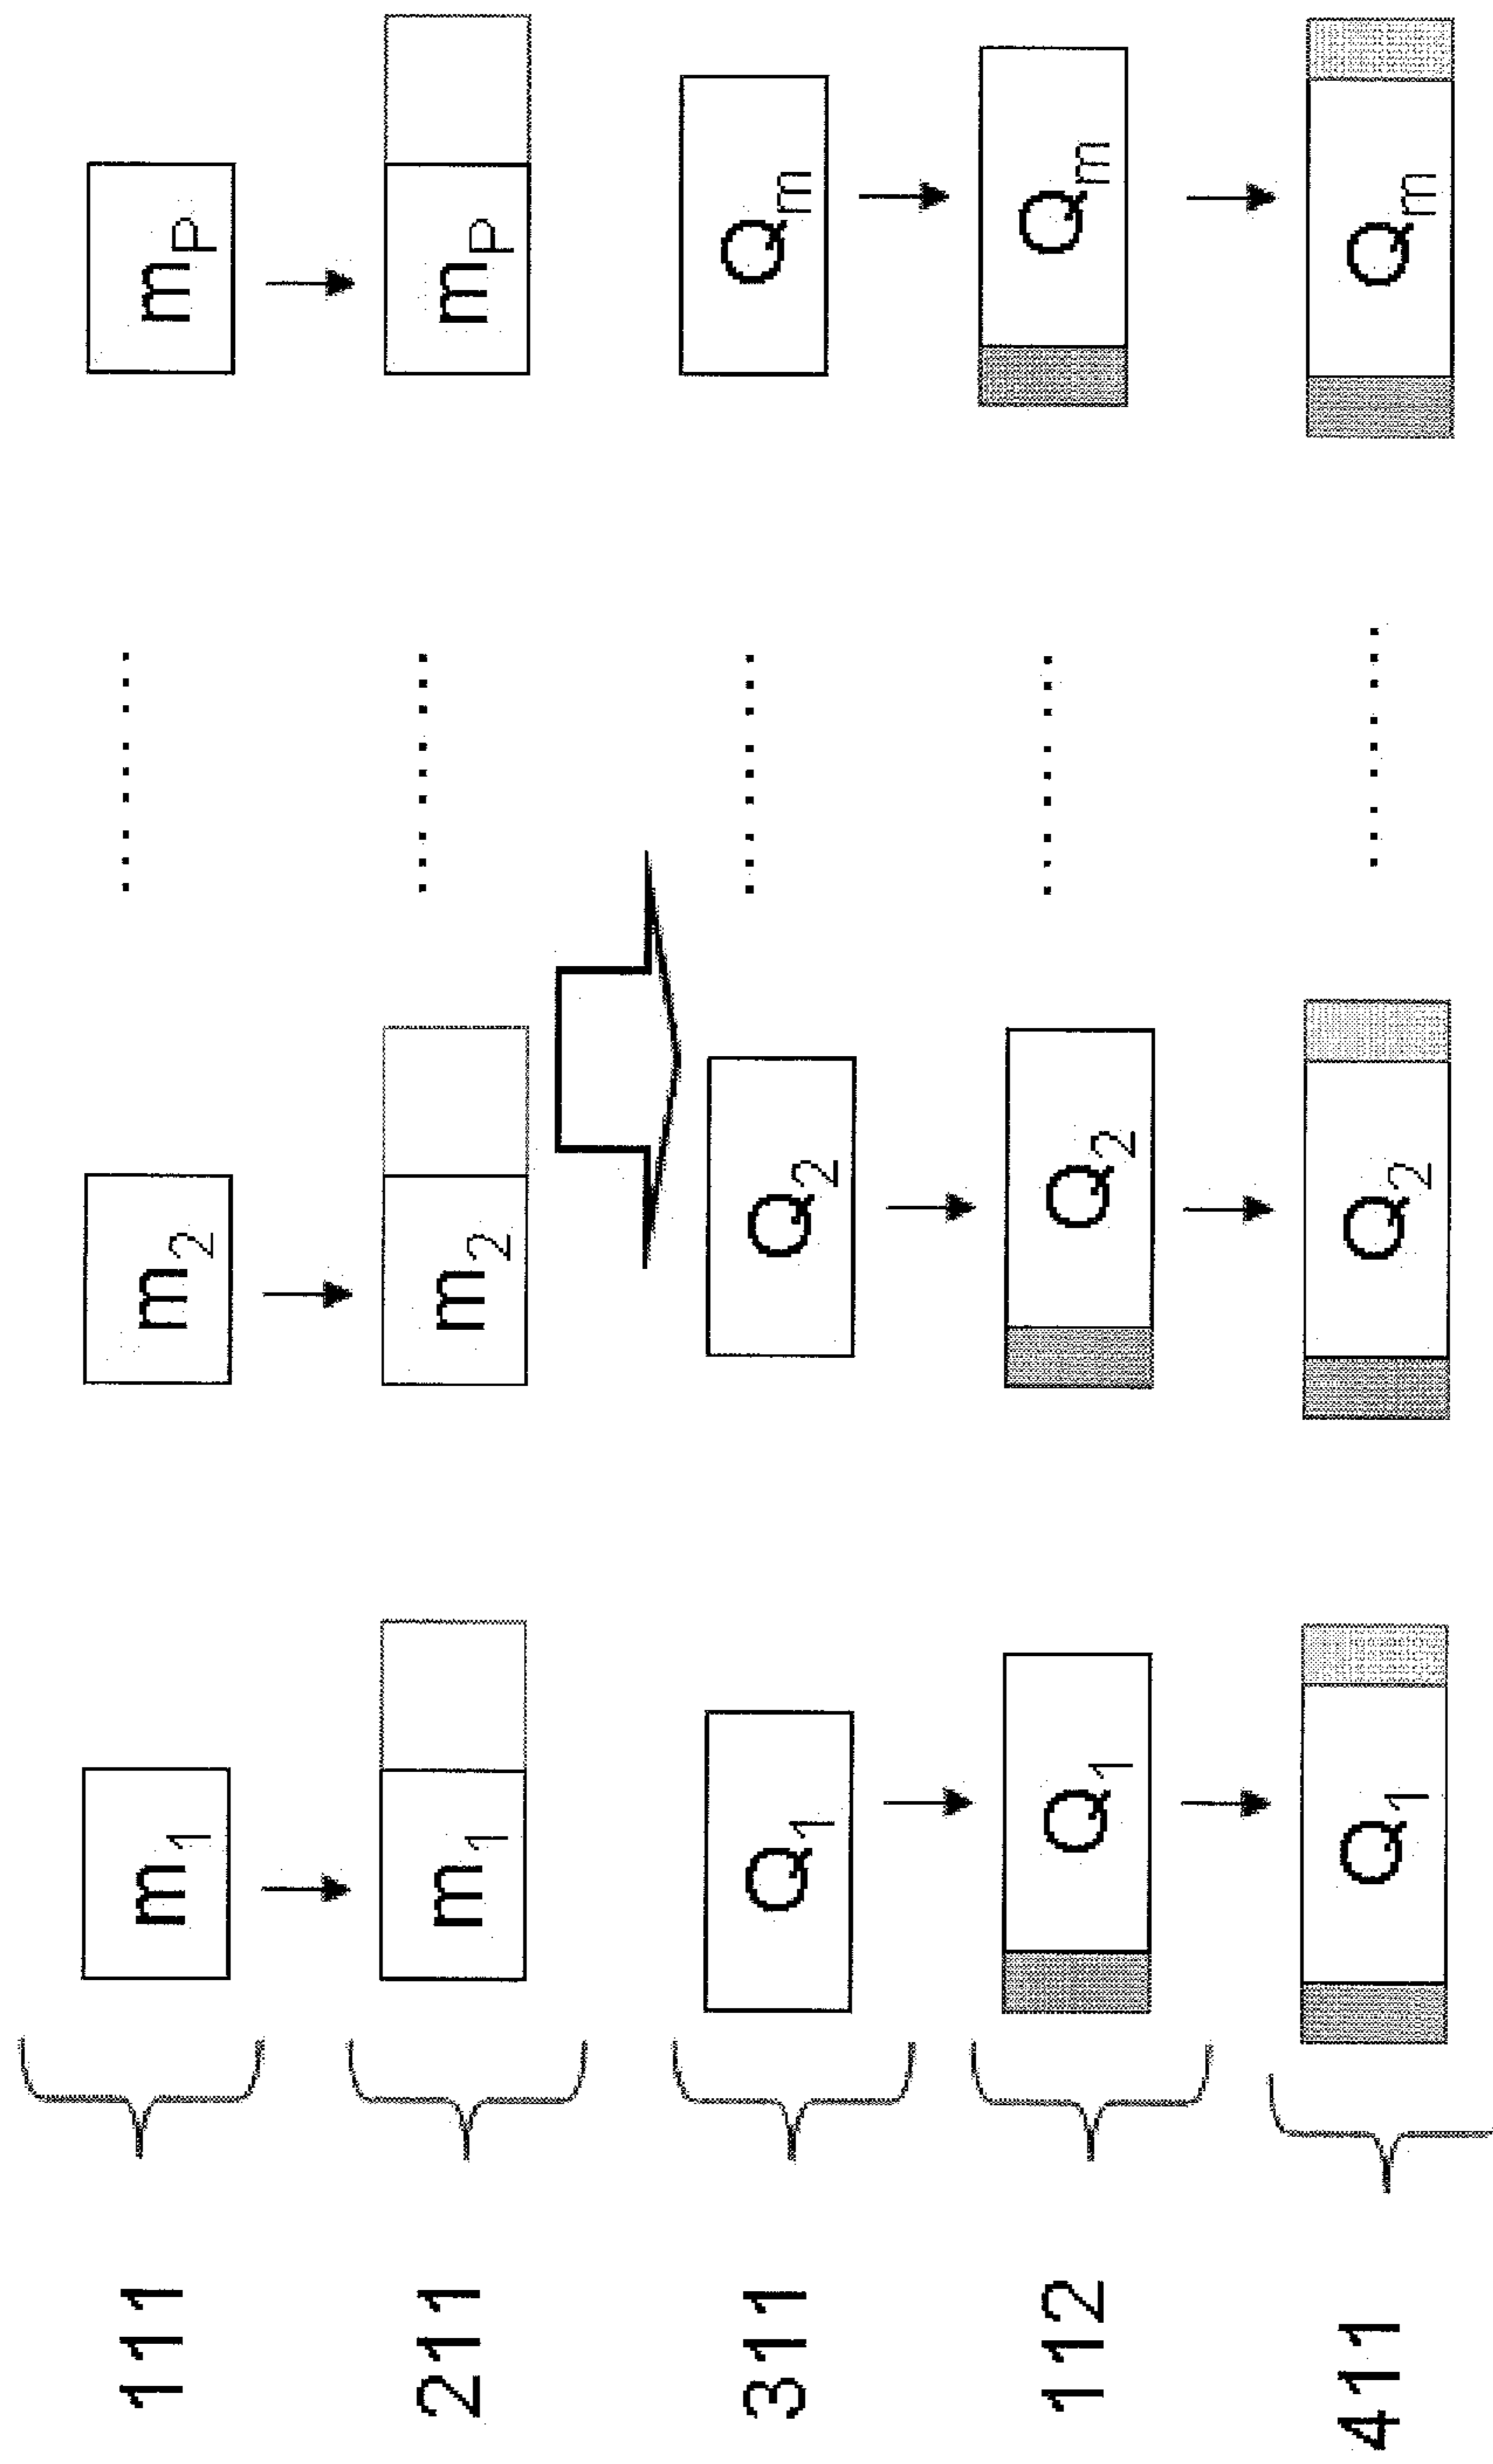 111 m1 m2 ......... mP
211 m1 m2 ......... mP
311 Q1 Q2 ......... Qm
112 Q1 Q2 ......... Qm
411 Q1 Q2 ......... Qm